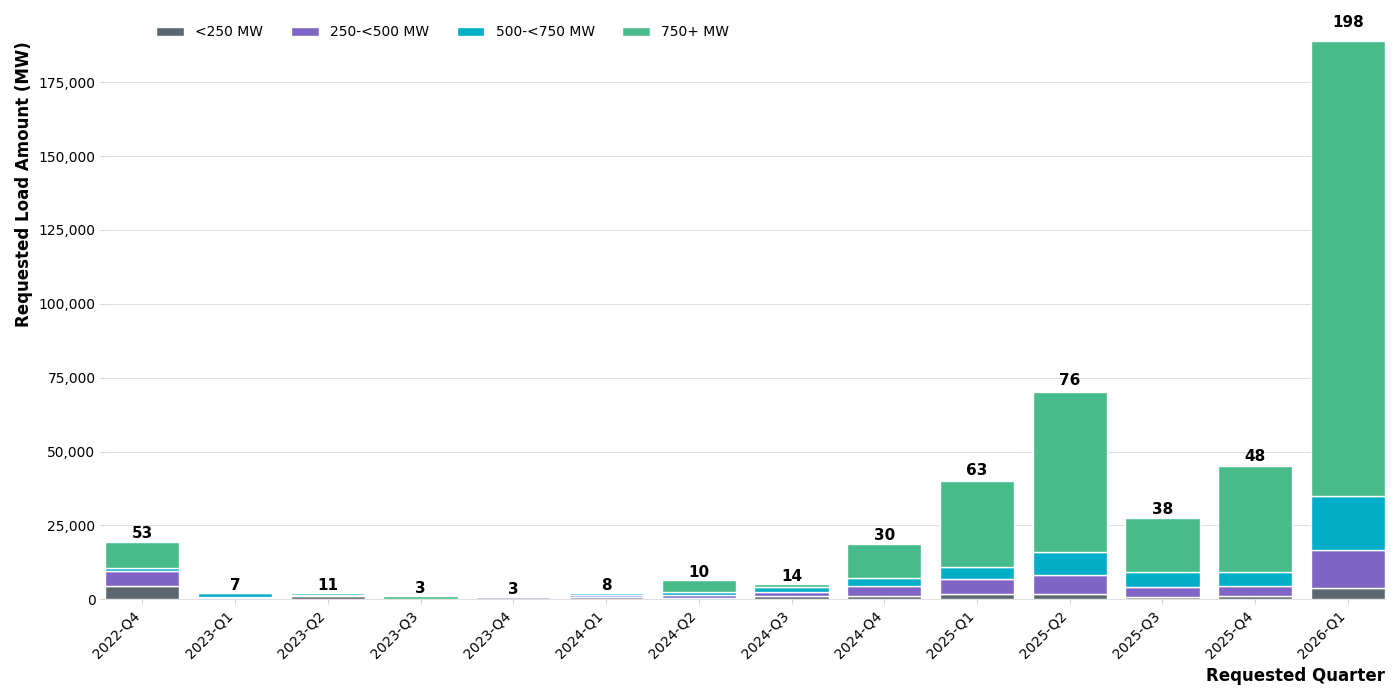 <250 MW 250-<500 MW 500-<750 MW 750+ MW
Requested Load Amount (MW)
175,000
150,000
125,000
100,000
75,000
50,000
25,000
0
53
7
11
3
3
8
10
14
30
63
76
38
48
198
2022-Q4
2023-Q1
2023-Q2
2023-Q3
2023-Q4
2024-Q1
2024-Q2
2024-Q3
2024-Q4
2025-Q1
2025-Q2
2025-Q3
2025-Q4
2026-Q1
Requested Quarter